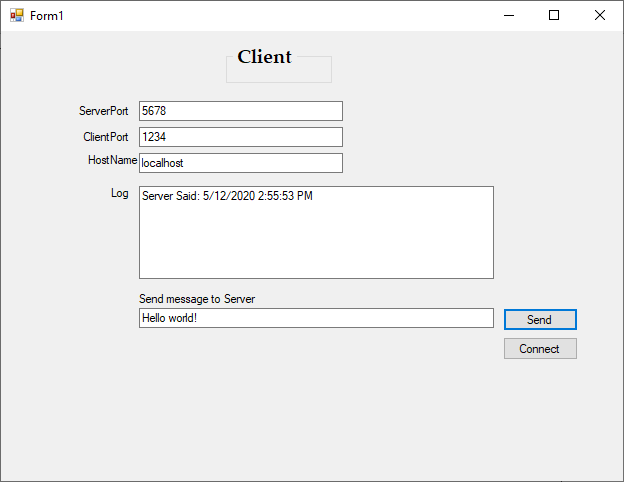 Form1
Client
ServerPort 5678
ClientPort 1234
HostName localhost
Log Server Said: 5/12/2020 2:55:53 PM
Send message to Server
Hello world! Send
Connect